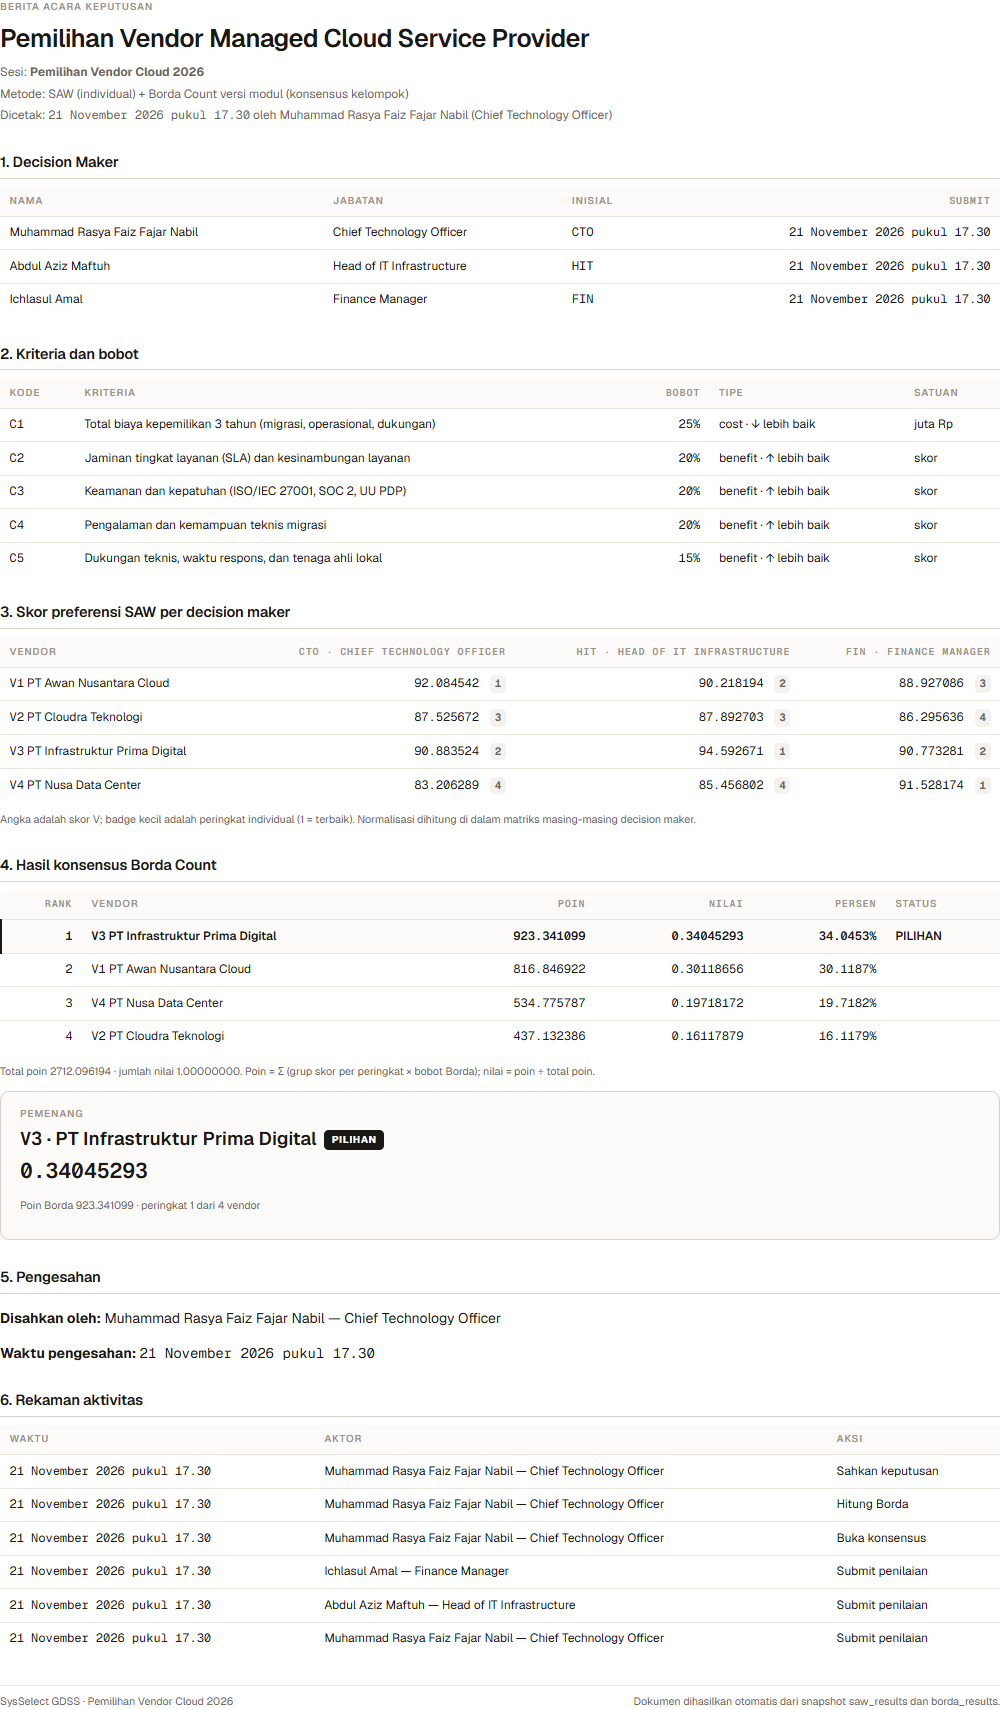 BERITA ACARA KEPUTUSAN
Pemilihan Vendor Managed Cloud Service Provider
Sesi: Pemilihan Vendor Cloud 2026
Metode: SAW (individual) + Borda Count versi modul (konsensus kelompok)
Dicetak: 21 November 2026 pukul 17.30 oleh Muhammad Rasya Faiz Fajar Nabil (Chief Technology Officer)
1. Decision Maker
NAMA JABATAN INISIAL SUBMIT
Muhammad Rasya Faiz Fajar Nabil Chief Technology Officer CTO 21 November 2026 pukul 17.30
Abdul Aziz Maftuh Head of IT Infrastructure HIT 21 November 2026 pukul 17.30
Ichlasul Amal Finance Manager FIN 21 November 2026 pukul 17.30
2. Kriteria dan bobot
KODE KRITERIA BOBOT TIPE SATUAN
C1 Total biaya kepemilikan 3 tahun (migrasi, operasional, dukungan) 25% cost · ↓ lebih baik juta Rp
C2 Jaminan tingkat layanan (SLA) dan kesinambungan layanan 20% benefit · ↑ lebih baik skor
C3 Keamanan dan kepatuhan (ISO/IEC 27001, SOC 2, UU PDP) 20% benefit · ↑ lebih baik skor
C4 Pengalaman dan kemampuan teknis migrasi 20% benefit · ↑ lebih baik skor
C5 Dukungan teknis, waktu respons, dan tenaga ahli lokal 15% benefit · ↑ lebih baik skor
3. Skor preferensi SAW per decision maker
VENDOR CTO · CHIEF TECHNOLOGY OFFICER HIT · HEAD OF IT INFRASTRUCTURE FIN · FINANCE MANAGER
V1 PT Awan Nusantara Cloud 92.084542 1 90.218194 2 88.927086 3
V2 PT Cloudra Teknologi 87.525672 3 87.892703 3 86.295636 4
V3 PT Infrastruktur Prima Digital 90.883524 2 94.592671 1 90.773281 2
V4 PT Nusa Data Center 83.206289 4 85.456802 4 91.528174 1
Angka adalah skor V; badge kecil adalah peringkat individual (1 = terbaik). Normalisasi dihitung di dalam matriks masing-masing decision maker.
4. Hasil konsensus Borda Count
RANK VENDOR POIN NILAI PERSEN STATUS
1 V3 PT Infrastruktur Prima Digital 923.341099 0.34045293 34.0453% PILIHAN
2 V1 PT Awan Nusantara Cloud 816.846922 0.30118656 30.1187%
3 V4 PT Nusa Data Center 534.775787 0.19718172 19.7182%
4 V2 PT Cloudra Teknologi 437.132386 0.16117879 16.1179%
Total poin 2712.096194 · jumlah nilai 1.00000000. Poin = Σ (grup skor per peringkat × bobot Borda); nilai = poin ÷ total poin.
PEMENANG
V3 · PT Infrastruktur Prima Digital PILIHAN
0.34045293
Poin Borda 923.341099 · peringkat 1 dari 4 vendor
5. Pengesahan
Disahkan oleh: Muhammad Rasya Faiz Fajar Nabil — Chief Technology Officer
Waktu pengesahan: 21 November 2026 pukul 17.30
6. Rekaman aktivitas
WAKTU AKTOR AKSI
21 November 2026 pukul 17.30 Muhammad Rasya Faiz Fajar Nabil — Chief Technology Officer Sahkan keputusan
21 November 2026 pukul 17.30 Muhammad Rasya Faiz Fajar Nabil — Chief Technology Officer Hitung Borda
21 November 2026 pukul 17.30 Muhammad Rasya Faiz Fajar Nabil — Chief Technology Officer Buka konsensus
21 November 2026 pukul 17.30 Ichlasul Amal — Finance Manager Submit penilaian
21 November 2026 pukul 17.30 Abdul Aziz Maftuh — Head of IT Infrastructure Submit penilaian
21 November 2026 pukul 17.30 Muhammad Rasya Faiz Fajar Nabil — Chief Technology Officer Submit penilaian
SysSelect GDSS · Pemilihan Vendor Cloud 2026 Dokumen dihasilkan otomatis dari snapshot saw_results dan borda_results.